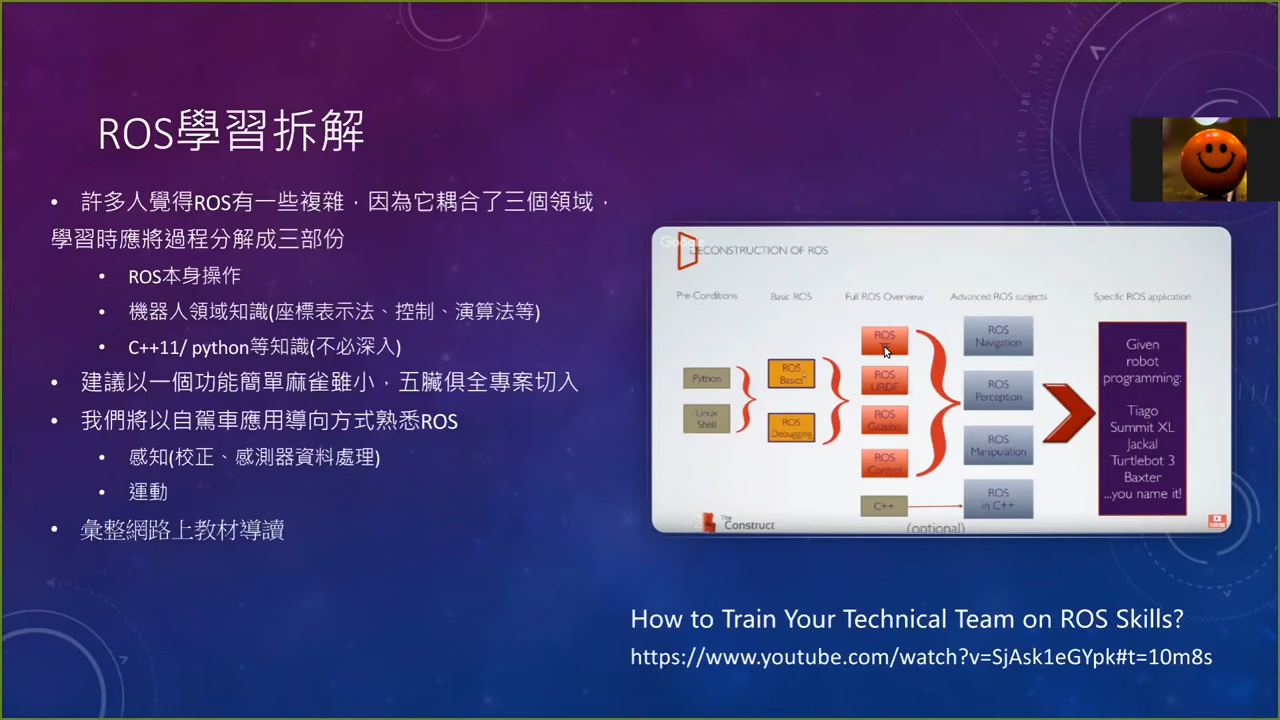 ROS學習拆解
• 許多人覺得ROS有一些複雜，因為它耦合了三個領域，
學習時應將過程分解成三部份
• ROS本身操作
• 機器人領域知識(座標表示法、控制、演算法等)
• C++11/ python等知識(不必深入)
• 建議以一個功能簡單麻雀雖小，五臟俱全專案切入
• 我們將以自駕車應用導向方式熟悉ROS
• 感知(校正、感測器資料處理)
• 運動
• 彙整網路上教材導讀
DECONSTRUCTION OF ROS
Pre-Conditions
Basic ROS
Full ROS Overview
Advanced ROS subjects
Specific ROS application
Python
Linux
Shell
ROS
Basics
ROS
Debugging
ROS
ROS
URDF
ROS
Gazebo
ROS
Control
C++
ROS
Navigation
ROS
Perception
ROS
Manipulation
ROS
in C++
(optional)
Given
robot
programming:
Tiago
Summit XL
Jackal
Turtlebot 3
Baxter
...you name it!
The
Construct
How to Train Your Technical Team on ROS Skills?
https://www.youtube.com/watch?v=SjAsk1eGYpk#t=10m8s